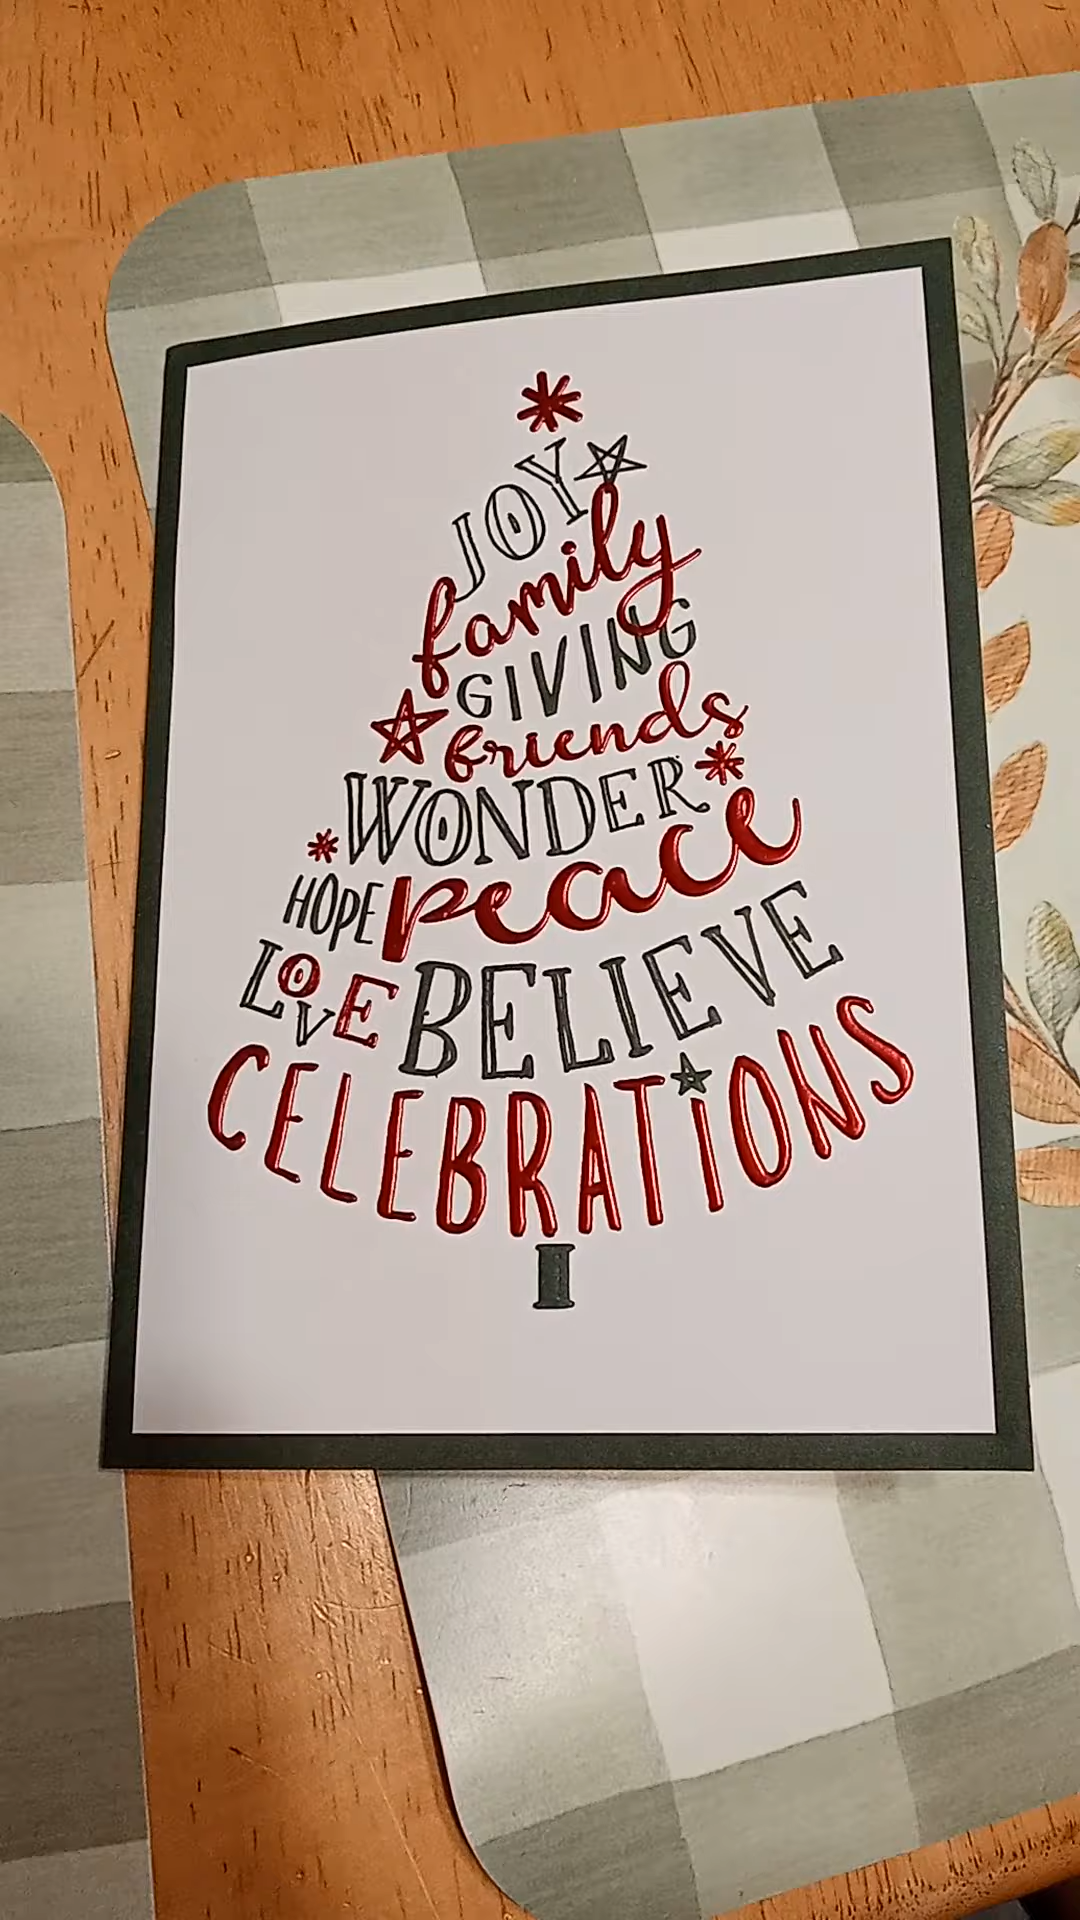 JOY
family
GIVING
friends
WONDER
HOPE peace
LOVE BELIEVE
CELEBRATiONS